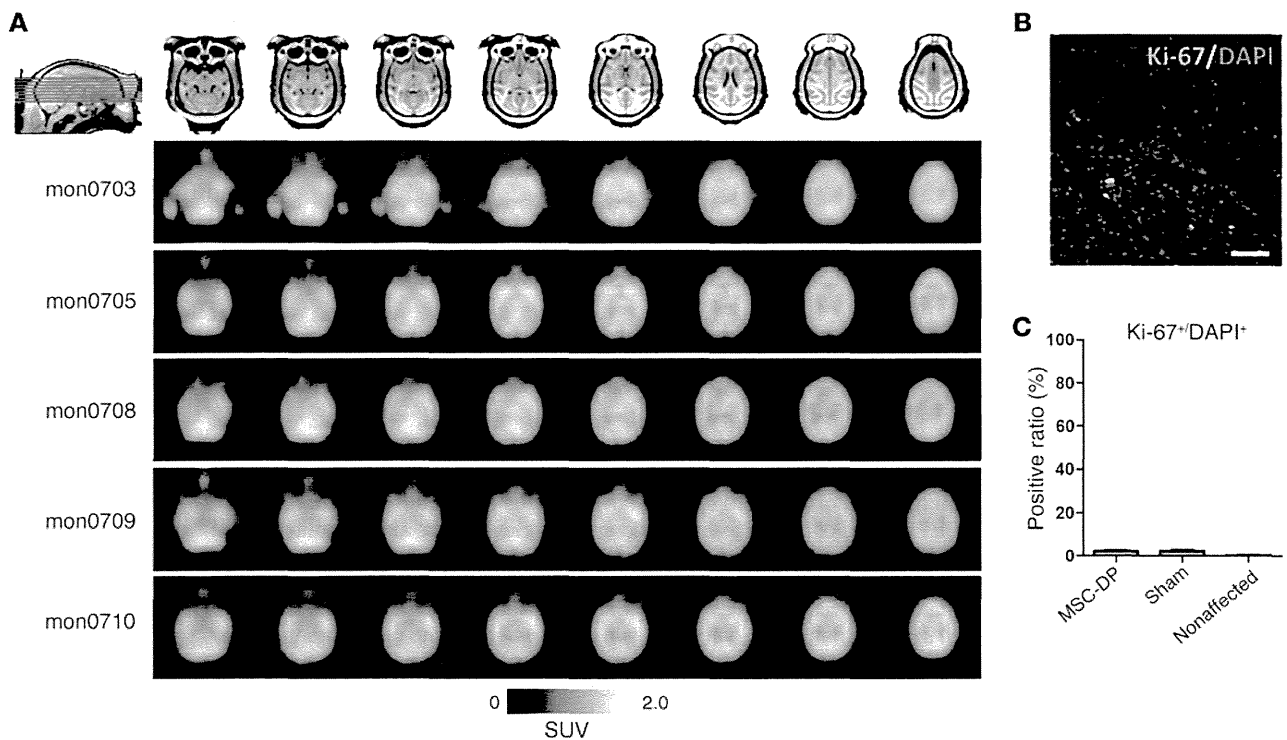 A
mon0703
mon0705
mon0708
mon0709
mon0710
0 2.0
SUV
B
Ki-67/DAPI
C
Ki-67⁺/DAPI⁺
Positive ratio (%)
100
80
60
40
20
0
MSC-DP
Sham
Nonaffected